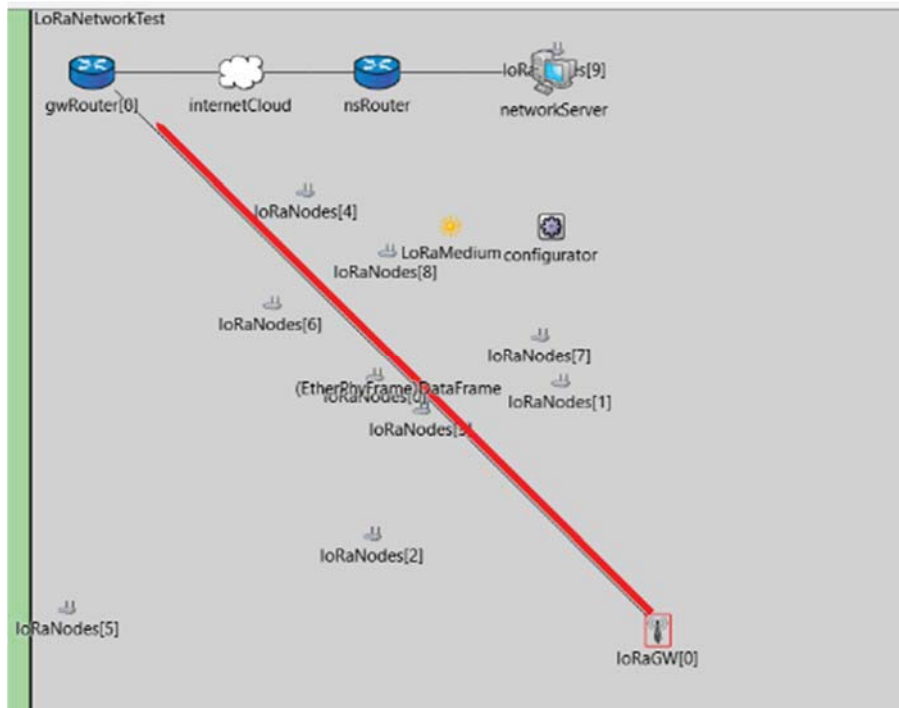 LoRaNetworkTest
gwRouter[0]
internetCloud
nsRouter
networkServer
loRaNodes[4]
LoRaMedium
configurator
loRaNodes[8]
loRaNodes[6]
loRaNodes[7]
(EtherPhyFrame)DataFrame
loRaNodes[1]
loRaNodes[2]
loRaNodes[5]
loRaGW[0]